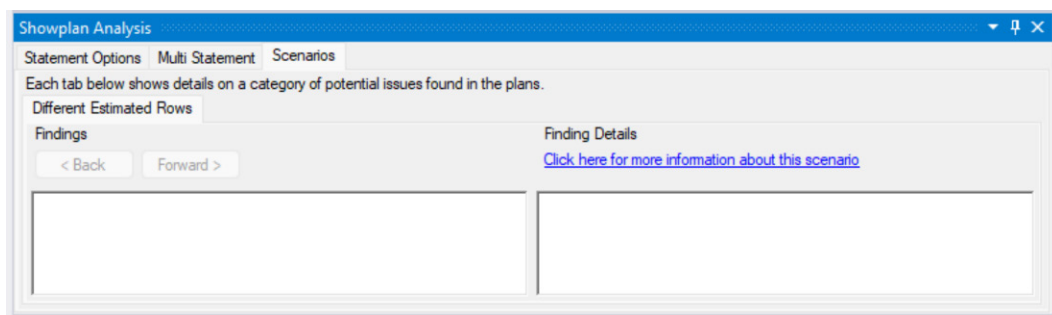 Showplan Analysis
Statement Options Multi Statement Scenarios
Each tab below shows details on a category of potential issues found in the plans.
Different Estimated Rows
Findings Finding Details
< Back Forward > Click here for more information about this scenario